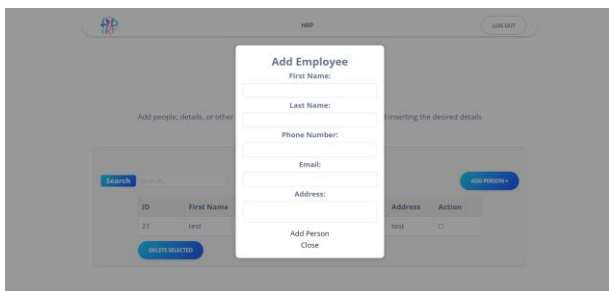 HRP
HRP
LOG OUT
Add Employee
First Name:
Last Name:
Add people, details, or other
inserting the desired details
Phone Number:
Email:
Search
Search...
ADD PERSON +
Address:
ID First Name Address Action
21 test test
Add Person
Close
DELETE SELECTED